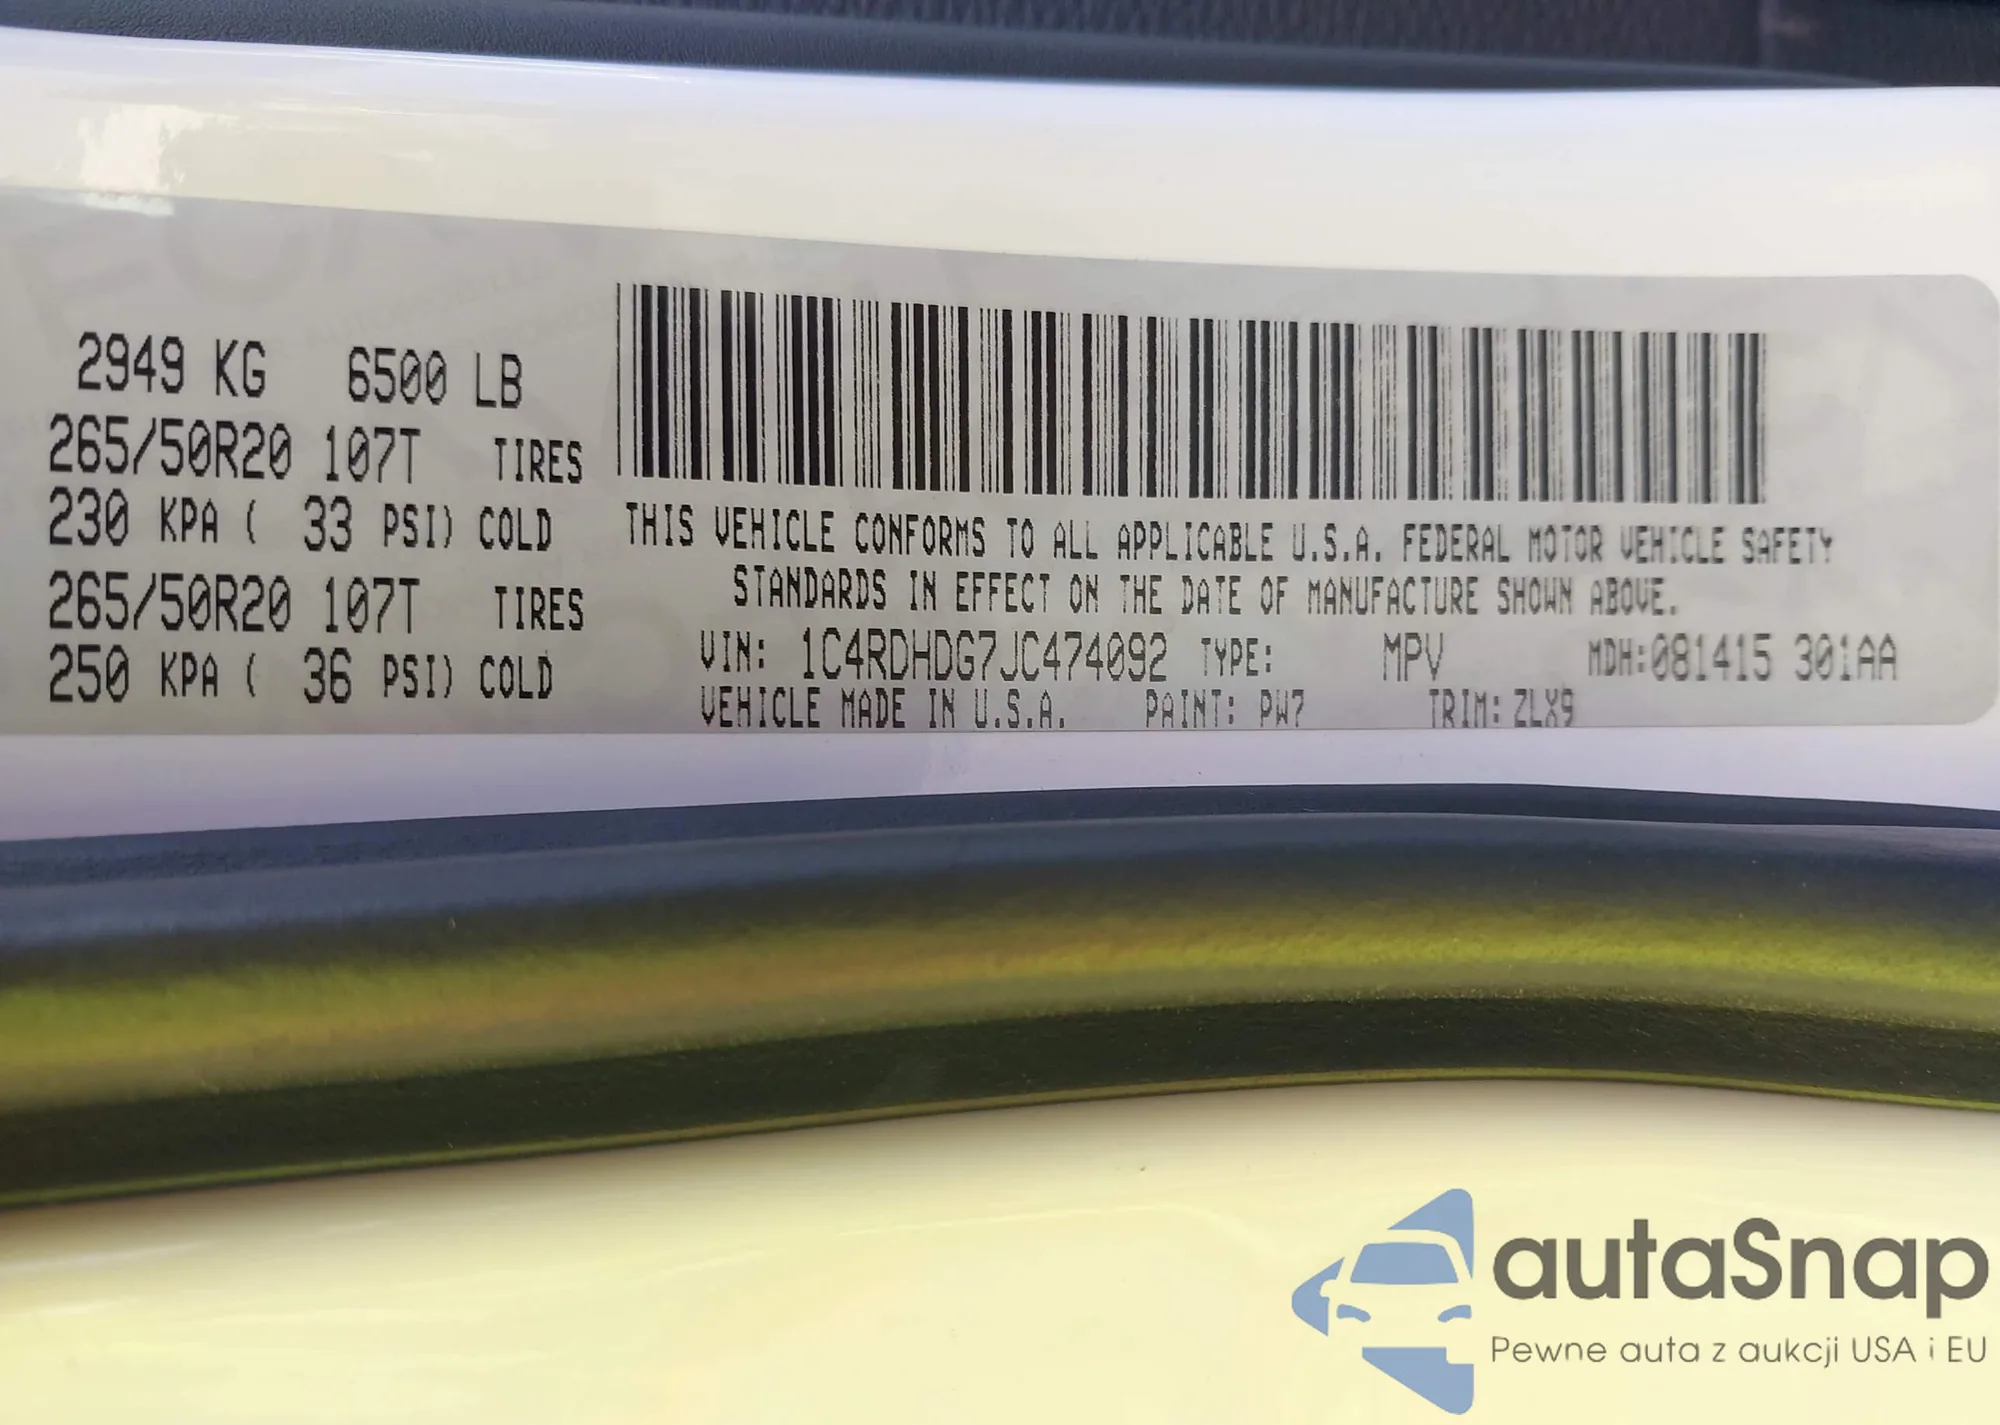 2949 KG 6500 LB
265/50R20 107T TIRES
230 KPA ( 33 PSI) COLD
265/50R20 107T TIRES
250 KPA ( 36 PSI) COLD
THIS VEHICLE CONFORMS TO ALL APPLICABLE U.S.A. FEDERAL MOTOR VEHICLE SAFETY
STANDARDS IN EFFECT ON THE DATE OF MANUFACTURE SHOWN ABOVE.
VIN: 1C4RDHDG7JC474092 TYPE: MPV MDH:081415 301AA
VEHICLE MADE IN U.S.A. PAINT: PW7 TRIM: ZLX9
autaSnap
Pewne auta z aukcji USA i EU